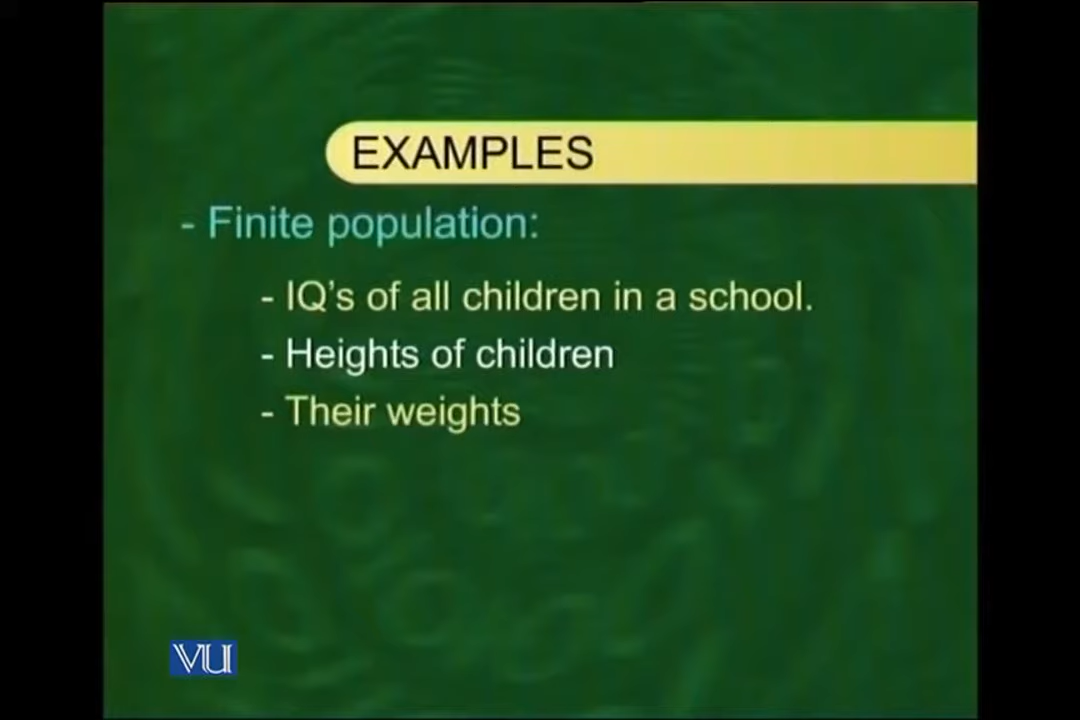 EXAMPLES
- Finite population:
- IQ's of all children in a school.
- Heights of children
- Their weights
VU